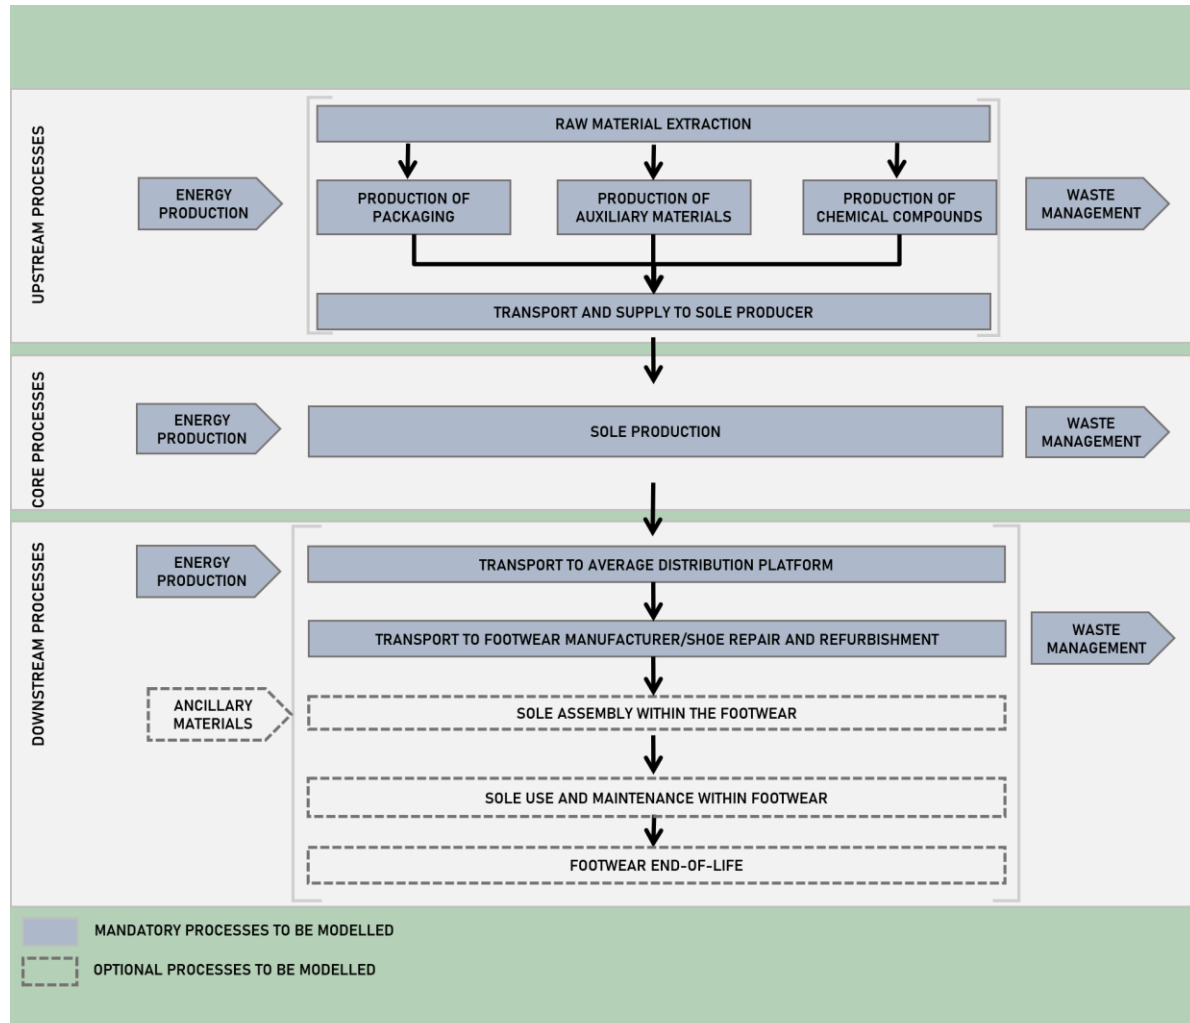 UPSTREAM PROCESSES
RAW MATERIAL EXTRACTION
ENERGY
PRODUCTION
PRODUCTION OF
PACKAGING
PRODUCTION OF
AUXILIARY MATERIALS
PRODUCTION OF
CHEMICAL COMPOUNDS
WASTE
MANAGEMENT
TRANSPORT AND SUPPLY TO SOLE PRODUCER
CORE PROCESSES
ENERGY
PRODUCTION
SOLE PRODUCTION
WASTE
MANAGEMENT
DOWNSTREAM PROCESSES
ENERGY
PRODUCTION
TRANSPORT TO AVERAGE DISTRIBUTION PLATFORM
TRANSPORT TO FOOTWEAR MANUFACTURER/SHOE REPAIR AND REFURBISHMENT
WASTE
MANAGEMENT
ANCILLARY
MATERIALS
SOLE ASSEMBLY WITHIN THE FOOTWEAR
SOLE USE AND MAINTENANCE WITHIN FOOTWEAR
FOOTWEAR END-OF-LIFE
MANDATORY PROCESSES TO BE MODELLED
OPTIONAL PROCESSES TO BE MODELLED